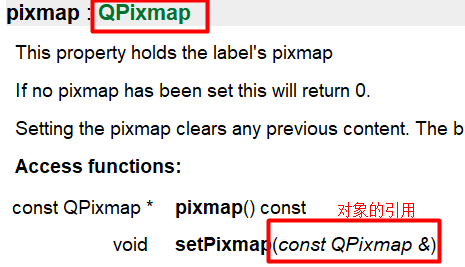 pixmap : QPixmap
This property holds the label's pixmap
If no pixmap has been set this will return 0.
Setting the pixmap clears any previous content. The b
Access functions:
const QPixmap * pixmap() const 对象的引用
void setPixmap(const QPixmap &)